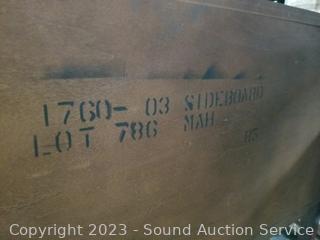 1760- 03 SIDEBOARD
LOT 786 MAH
Copyright 2023 - Sound Auction Service